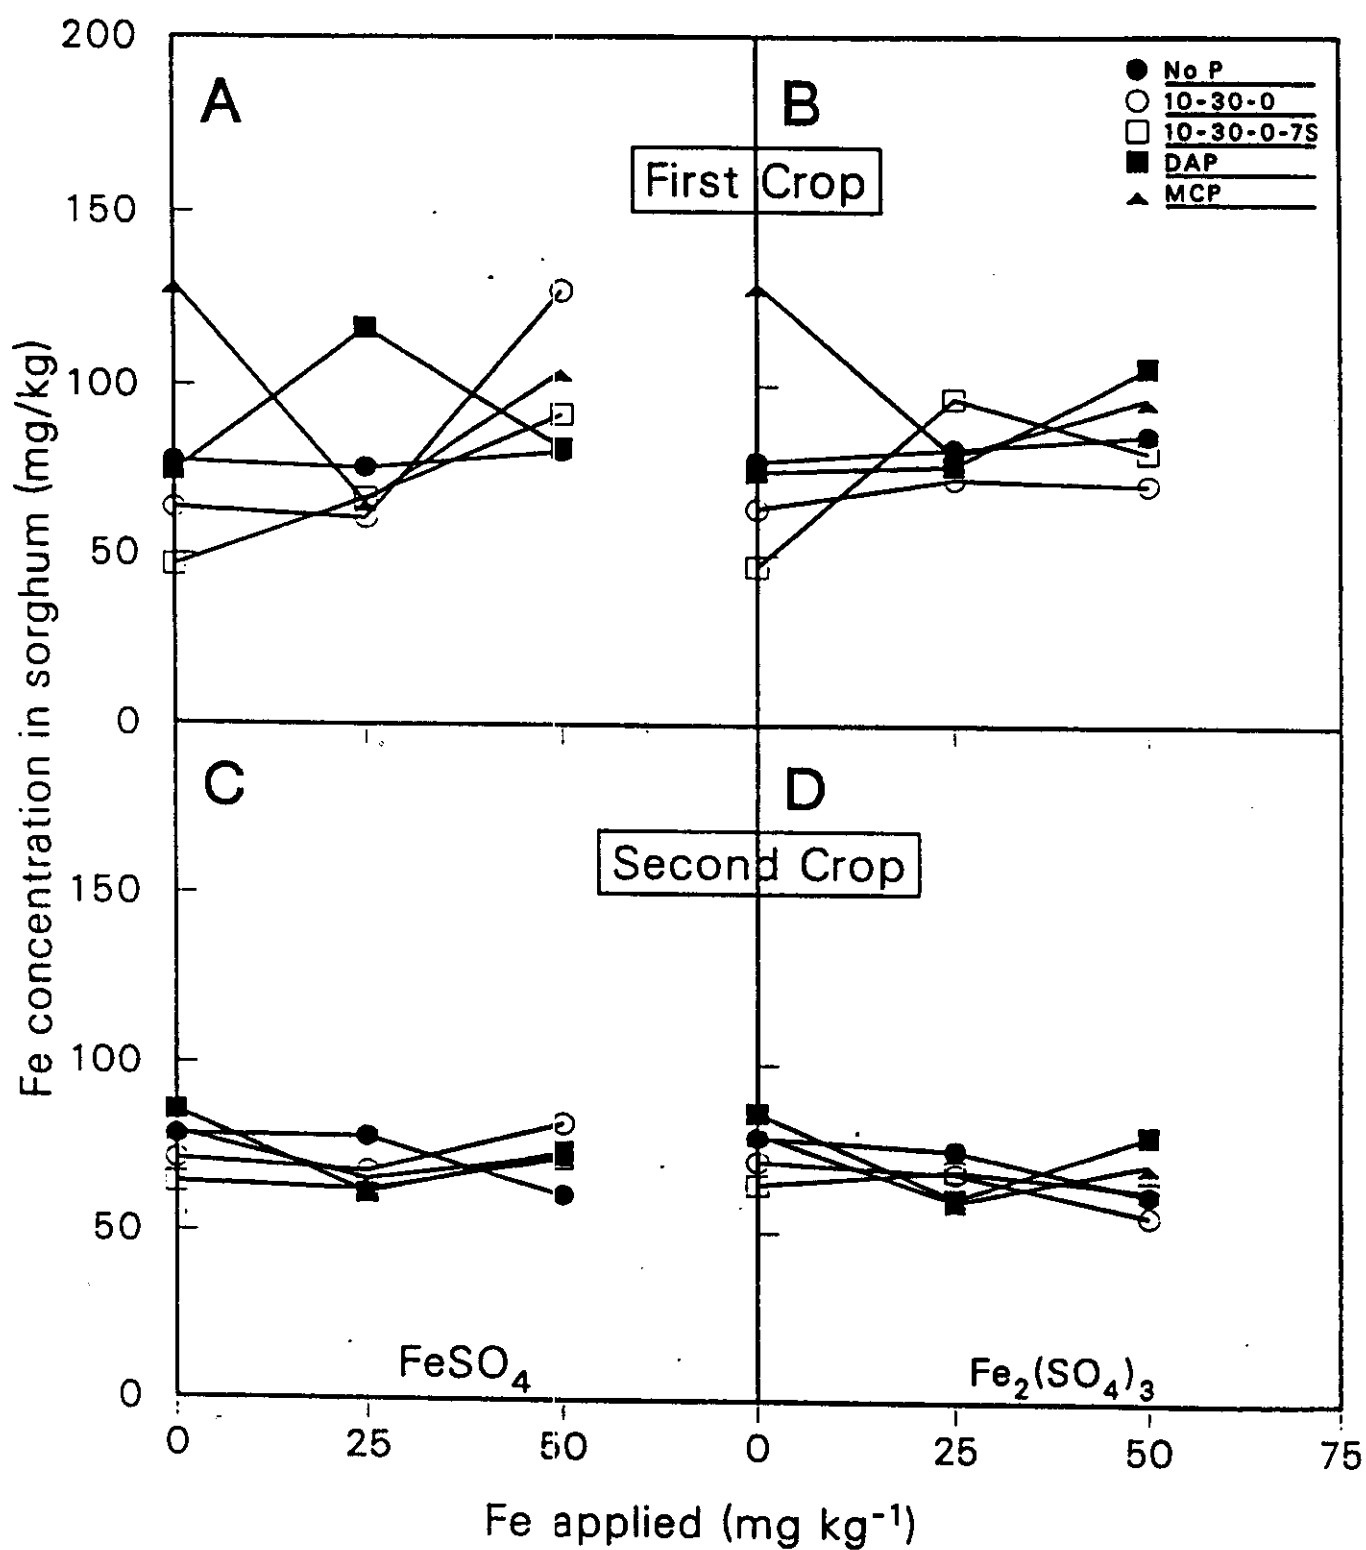 Fe concentration in sorghum (mg/kg)
200
150
100
50
0
150
100
50
0
A
B
No P
10-30-0
10-30-0-7S
DAP
MCP
First Crop
C
D
Second Crop
FeSO4
Fe2(SO4)3
0 25 50 0 25 50 75
Fe applied (mg kg-1)